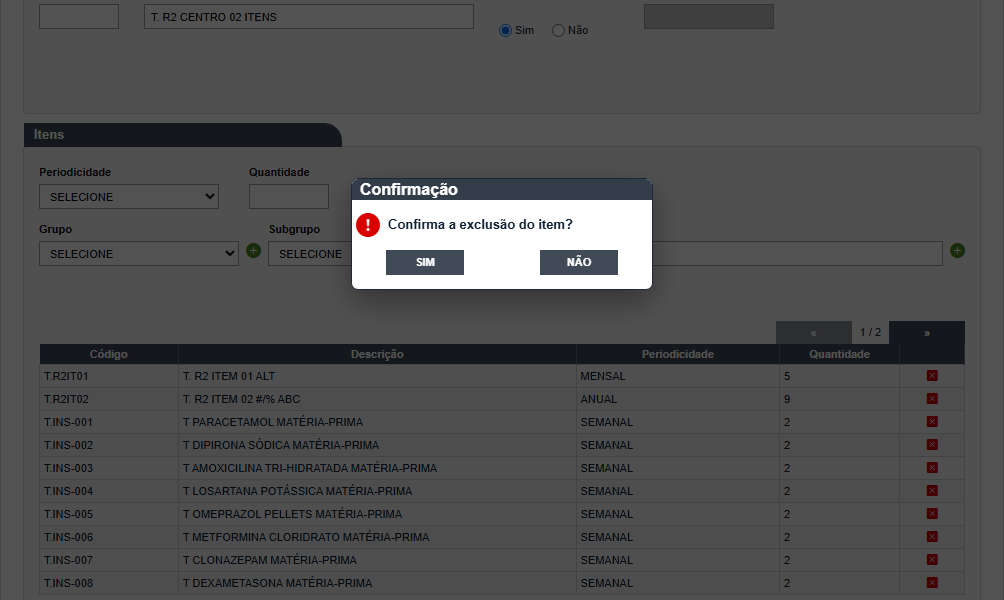 T. R2 CENTRO 02 ITENS
Sim Não
Itens
Periodicidade Quantidade
SELECIONE
Confirmação
Confirma a exclusão do item?
SIM NÃO
Grupo Subgrupo
SELECIONE SELECIONE
« 1 / 2 »
Código Descrição Periodicidade Quantidade
T.R2IT01 T. R2 ITEM 01 ALT MENSAL 5
T.R2IT02 T. R2 ITEM 02 #/% ABC ANUAL 9
T.INS-001 T PARACETAMOL MATÉRIA-PRIMA SEMANAL 2
T.INS-002 T DIPIRONA SÓDICA MATÉRIA-PRIMA SEMANAL 2
T.INS-003 T AMOXICILINA TRI-HIDRATADA MATÉRIA-PRIMA SEMANAL 2
T.INS-004 T LOSARTANA POTÁSSICA MATÉRIA-PRIMA SEMANAL 2
T.INS-005 T OMEPRAZOL PELLETS MATÉRIA-PRIMA SEMANAL 2
T.INS-006 T METFORMINA CLORIDRATO MATÉRIA-PRIMA SEMANAL 2
T.INS-007 T CLONAZEPAM MATÉRIA-PRIMA SEMANAL 2
T.INS-008 T DEXAMETASONA MATÉRIA-PRIMA SEMANAL 2